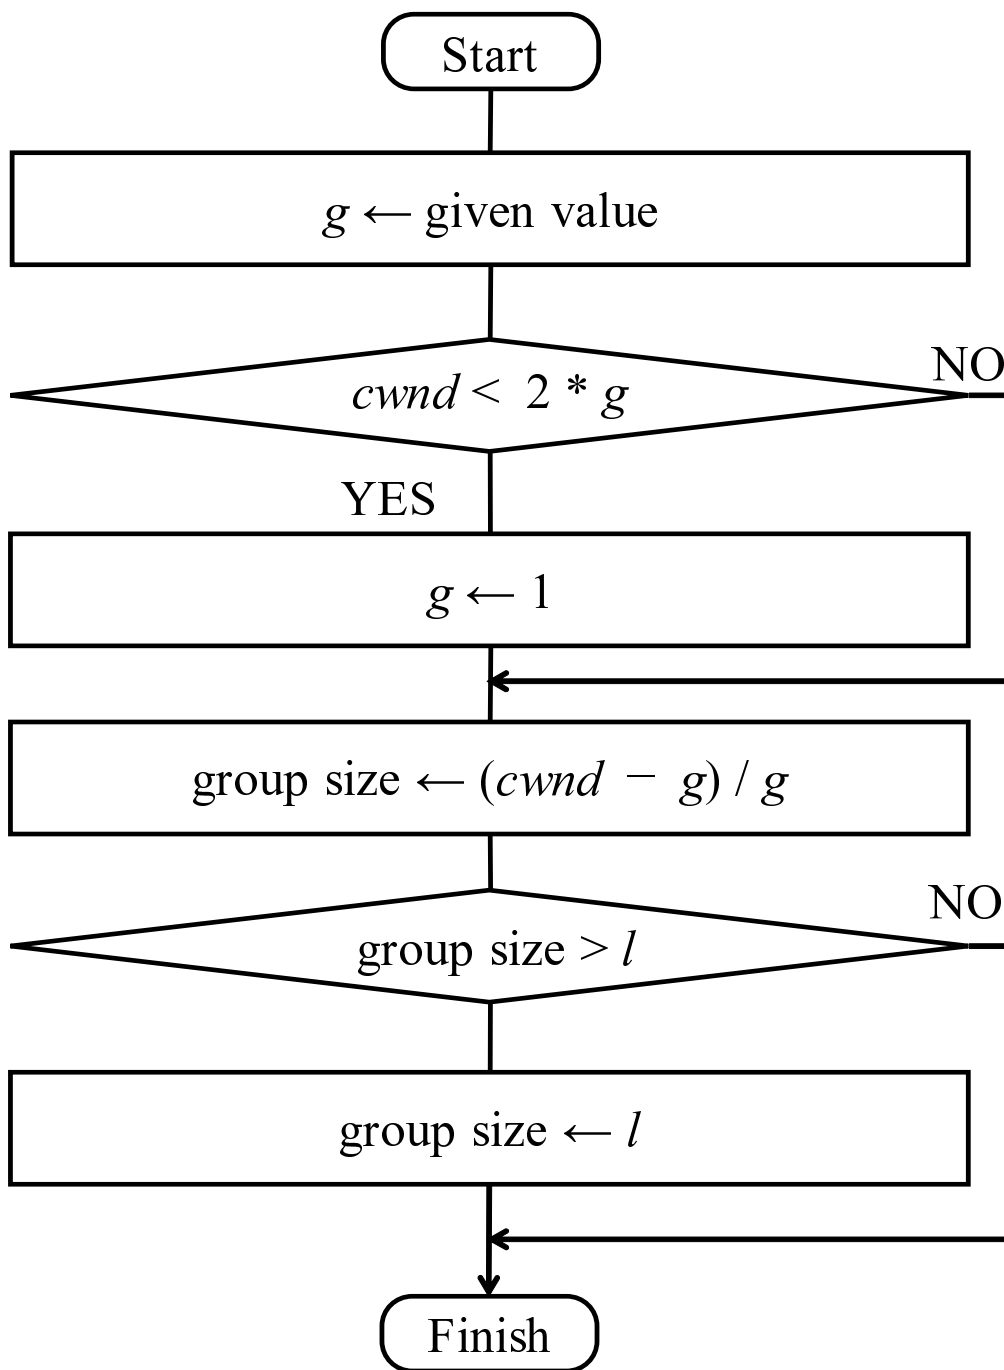 Start
g ← given value
cwnd < 2 * g
NO
YES
g ← 1
group size ← (cwnd − g) / g
NO
group size > l
group size ← l
Finish